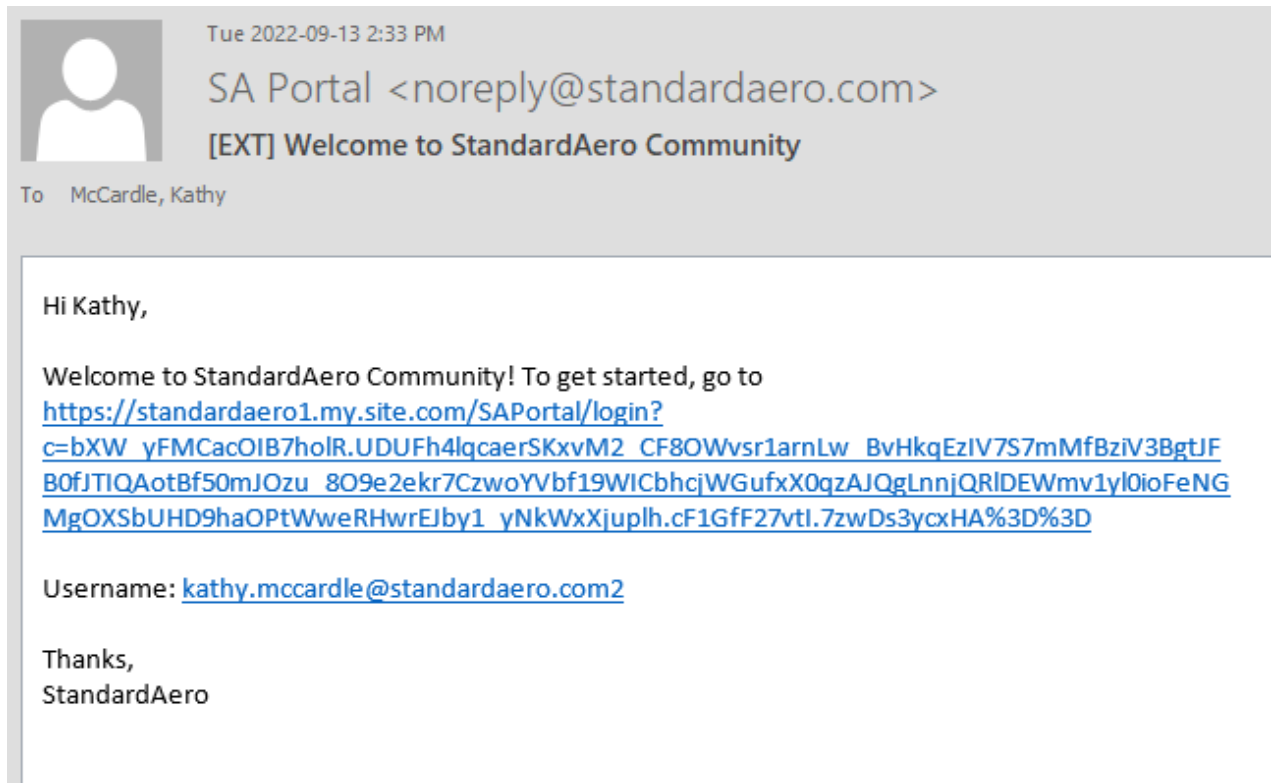 Tue 2022-09-13 2:33 PM
SA Portal <noreply@standardaero.com>
[EXT] Welcome to StandardAero Community
To McCardle, Kathy
Hi Kathy,
Welcome to StandardAero Community! To get started, go to
https://standardaero1.my.site.com/SAPortal/login?
c=bXW_yFMCacOIB7holR.UDUFh4lqcaerSKxvM2_CF8OWvsr1arnLw_BvHkqEzIV7S7mMfBziV3BgtJF
B0fJTIQAotBf50mJOzu_8O9e2ekr7CzwoYVbf19WICbhcjWGufxX0qzAJQgLnnjQRlDEWmv1yl0ioFeNG
MgOXSbUHD9haOPtWweRHwrEJby1_yNkWxXjuplh.cF1GfF27vtI.7zwDs3ycxHA%3D%3D
Username: kathy.mccardle@standardaero.com2
Thanks,
StandardAero